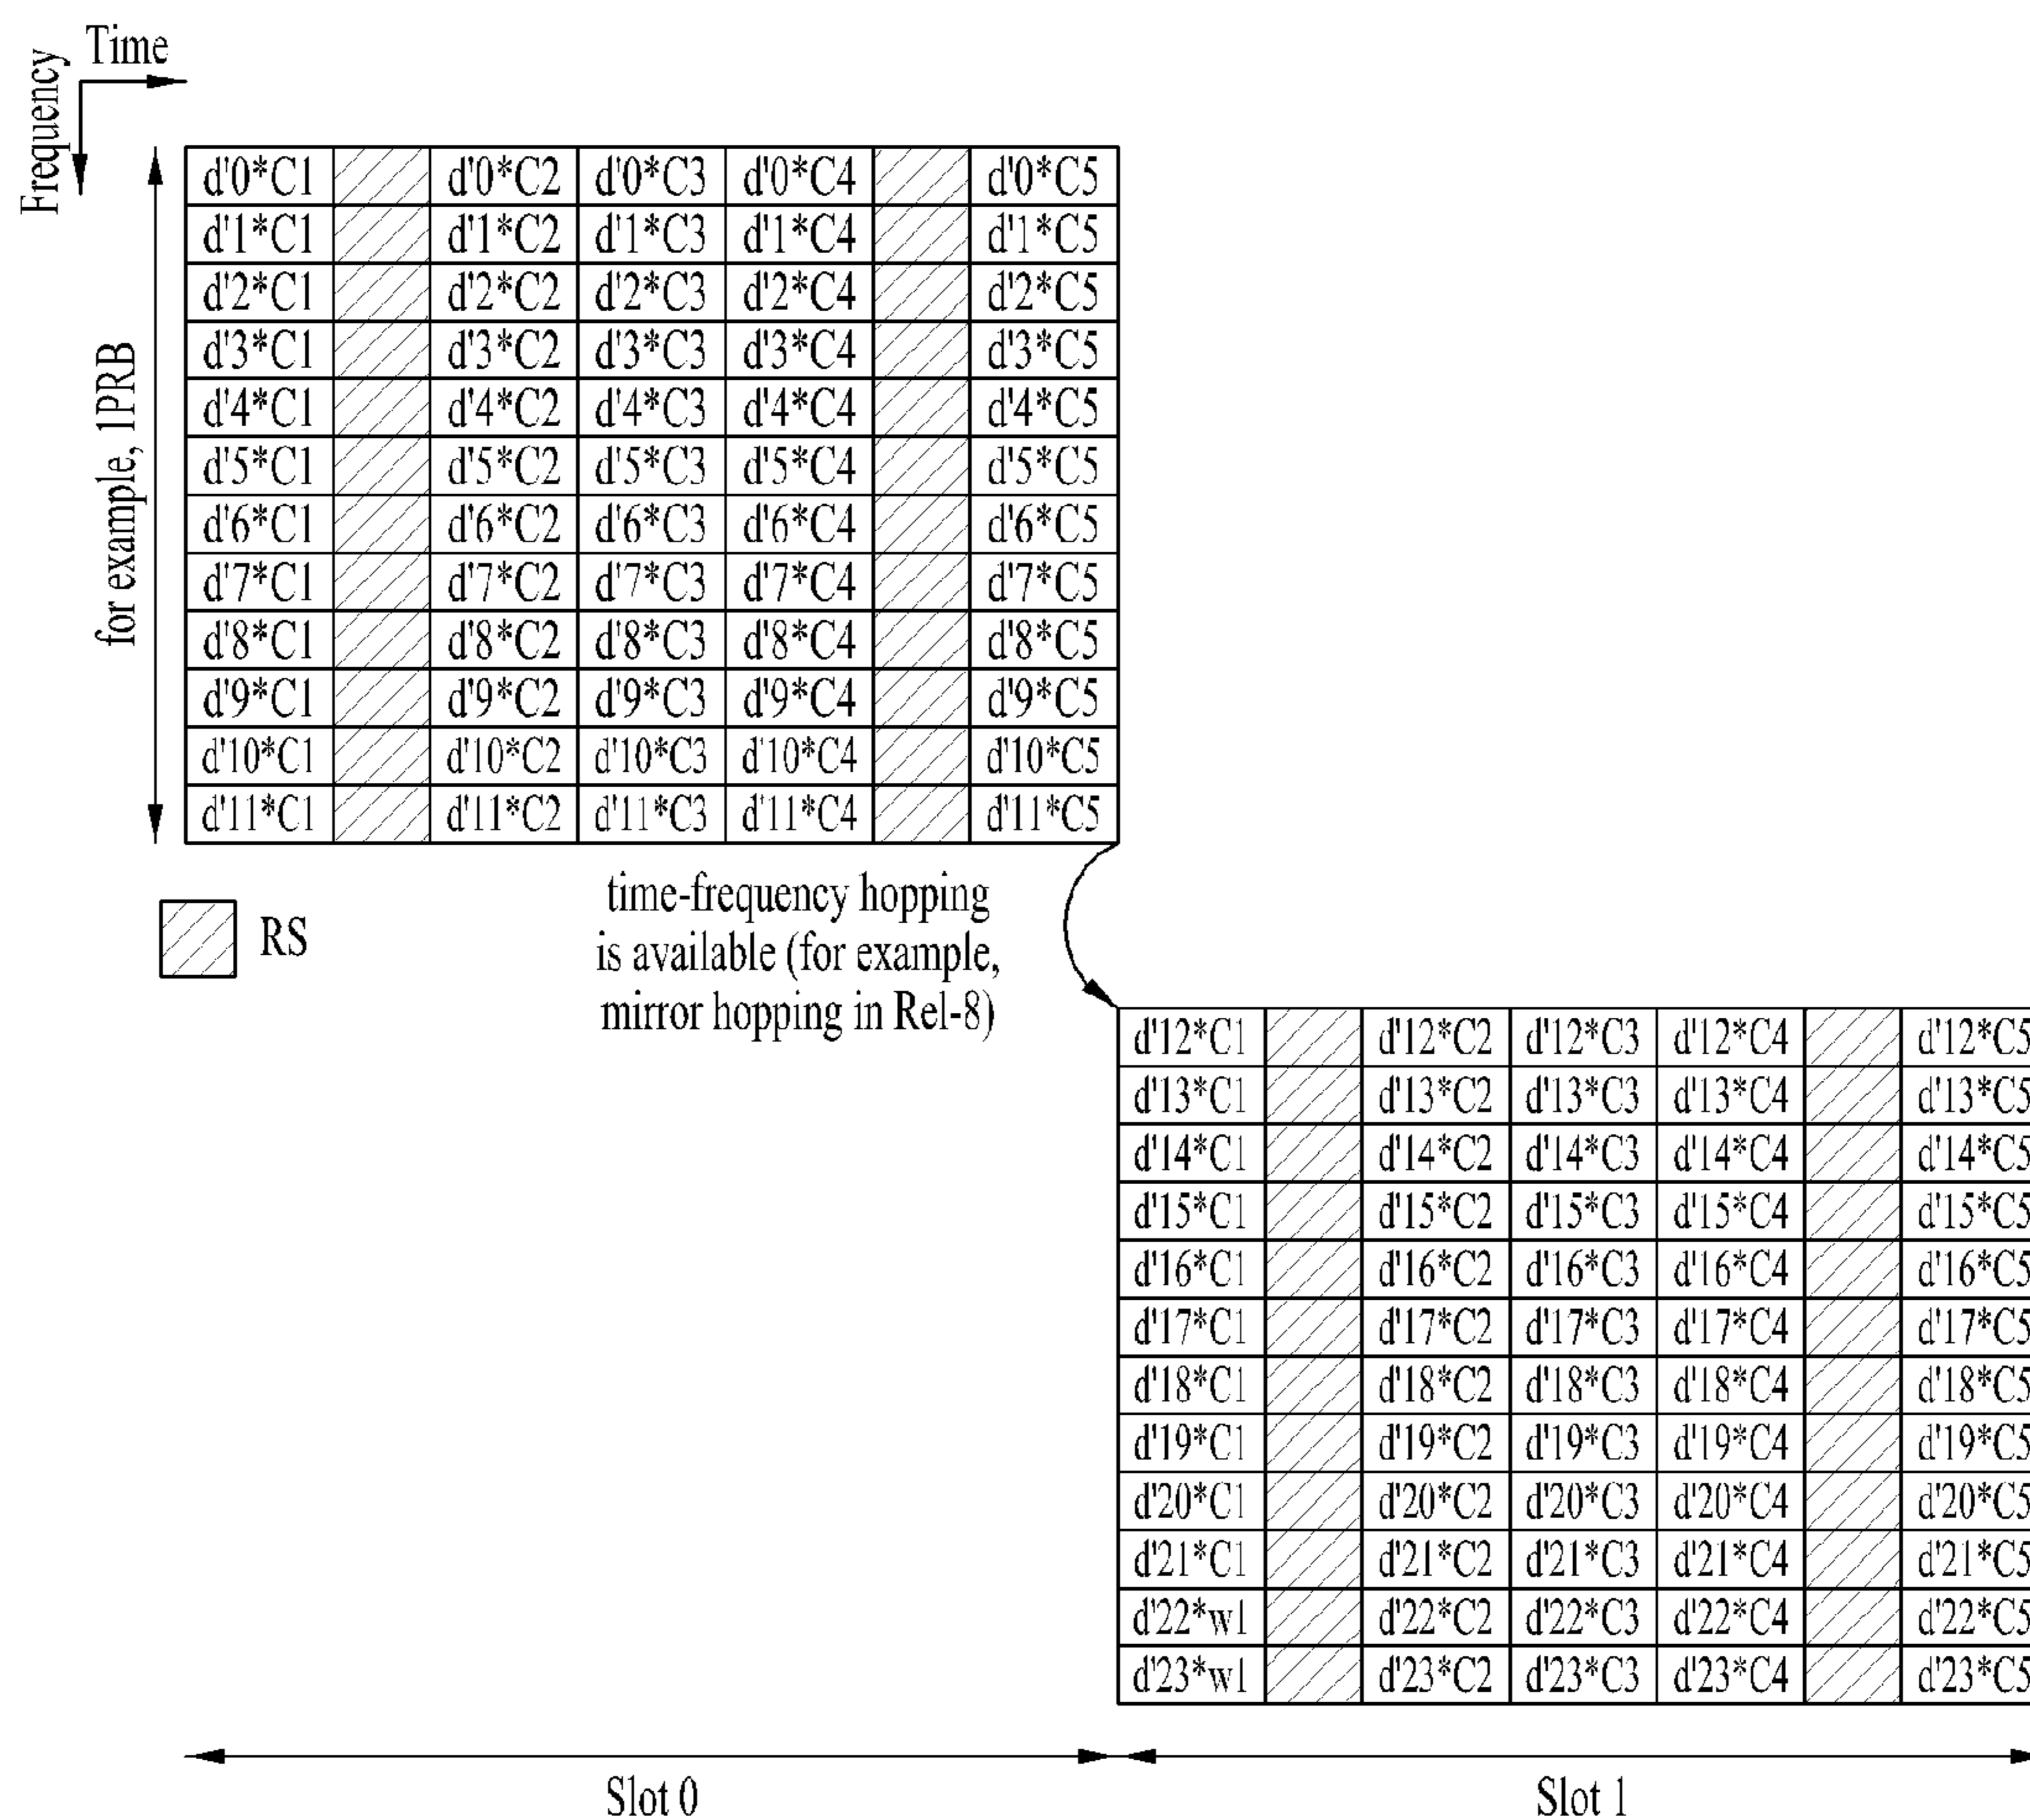 Time
Frequency
for example, 1PRB
d'0*C1 d'0*C2 d'0*C3 d'0*C4 d'0*C5
d'1*C1 d'1*C2 d'1*C3 d'1*C4 d'1*C5
d'2*C1 d'2*C2 d'2*C3 d'2*C4 d'2*C5
d'3*C1 d'3*C2 d'3*C3 d'3*C4 d'3*C5
d'4*C1 d'4*C2 d'4*C3 d'4*C4 d'4*C5
d'5*C1 d'5*C2 d'5*C3 d'5*C4 d'5*C5
d'6*C1 d'6*C2 d'6*C3 d'6*C4 d'6*C5
d'7*C1 d'7*C2 d'7*C3 d'7*C4 d'7*C5
d'8*C1 d'8*C2 d'8*C3 d'8*C4 d'8*C5
d'9*C1 d'9*C2 d'9*C3 d'9*C4 d'9*C5
d'10*C1 d'10*C2 d'10*C3 d'10*C4 d'10*C5
d'11*C1 d'11*C2 d'11*C3 d'11*C4 d'11*C5
RS
time-frequency hopping
is available (for example,
mirror hopping in Rel-8)
d'12*C1 d'12*C2 d'12*C3 d'12*C4 d'12*C5
d'13*C1 d'13*C2 d'13*C3 d'13*C4 d'13*C5
d'14*C1 d'14*C2 d'14*C3 d'14*C4 d'14*C5
d'15*C1 d'15*C2 d'15*C3 d'15*C4 d'15*C5
d'16*C1 d'16*C2 d'16*C3 d'16*C4 d'16*C5
d'17*C1 d'17*C2 d'17*C3 d'17*C4 d'17*C5
d'18*C1 d'18*C2 d'18*C3 d'18*C4 d'18*C5
d'19*C1 d'19*C2 d'19*C3 d'19*C4 d'19*C5
d'20*C1 d'20*C2 d'20*C3 d'20*C4 d'20*C5
d'21*C1 d'21*C2 d'21*C3 d'21*C4 d'21*C5
d'22*w1 d'22*C2 d'22*C3 d'22*C4 d'22*C5
d'23*w1 d'23*C2 d'23*C3 d'23*C4 d'23*C5
Slot 0 Slot 1